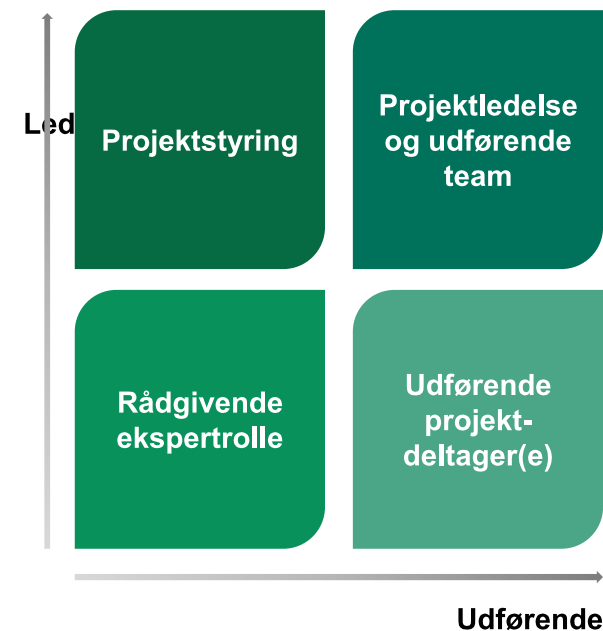 Led
Projektstyring
Projektledelse
og udførende
team
Rådgivende
ekspertrolle
Udførende
projekt-
deltager(e)
Udførende